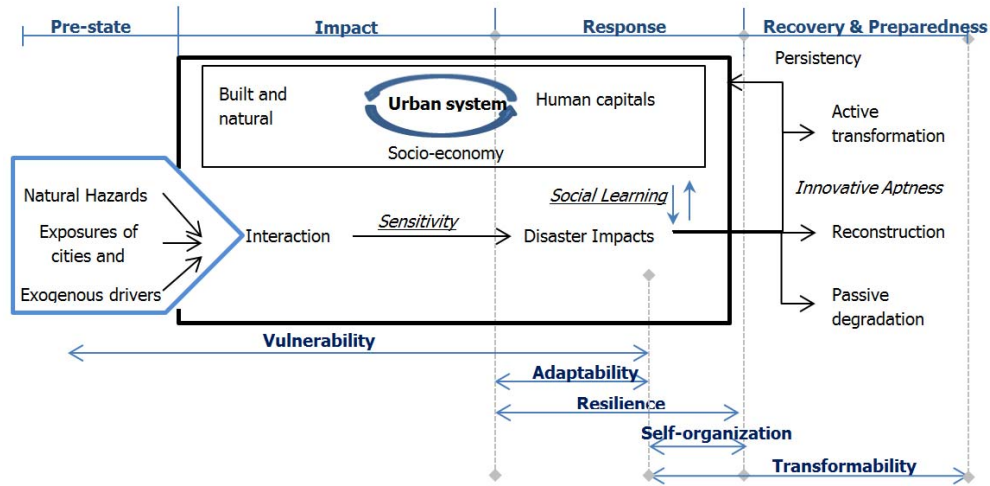 Pre-state
Impact
Response
Recovery & Preparedness
Persistency
Built and
natural
Urban system
Human capitals
Socio-economy
Active
transformation
Natural Hazards
Exposures of
cities and
Exogenous drivers
Interaction
Sensitivity
Social Learning
Disaster Impacts
Innovative Aptness
Reconstruction
Passive
degradation
Vulnerability
Adaptability
Resilience
Self-organization
Transformability